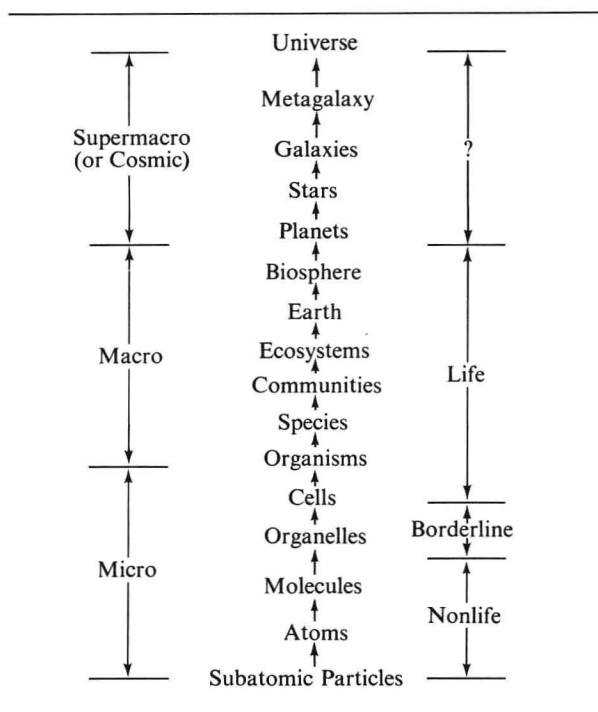 Universe
Metagalaxy
Supermacro
(or Cosmic)
Galaxies
?
Stars
Planets
Biosphere
Earth
Macro
Ecosystems
Life
Communities
Species
Organisms
Cells
Borderline
Organelles
Micro
Molecules
Nonlife
Atoms
Subatomic Particles